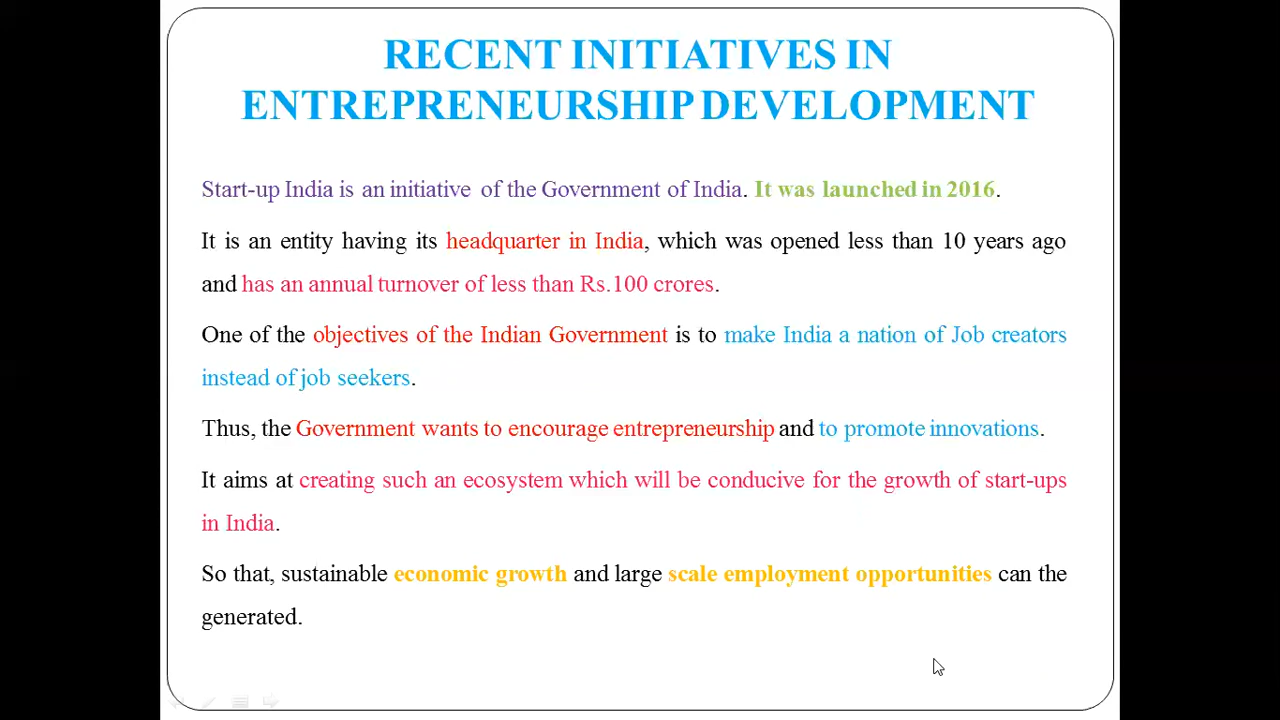 RECENT INITIATIVES IN
ENTREPRENEURSHIP DEVELOPMENT
Start-up India is an initiative of the Government of India. It was launched in 2016.
It is an entity having its headquarter in India, which was opened less than 10 years ago
and has an annual turnover of less than Rs.100 crores.
One of the objectives of the Indian Government is to make India a nation of Job creators
instead of job seekers.
Thus, the Government wants to encourage entrepreneurship and to promote innovations.
It aims at creating such an ecosystem which will be conducive for the growth of start-ups
in India.
So that, sustainable economic growth and large scale employment opportunities can the
generated.